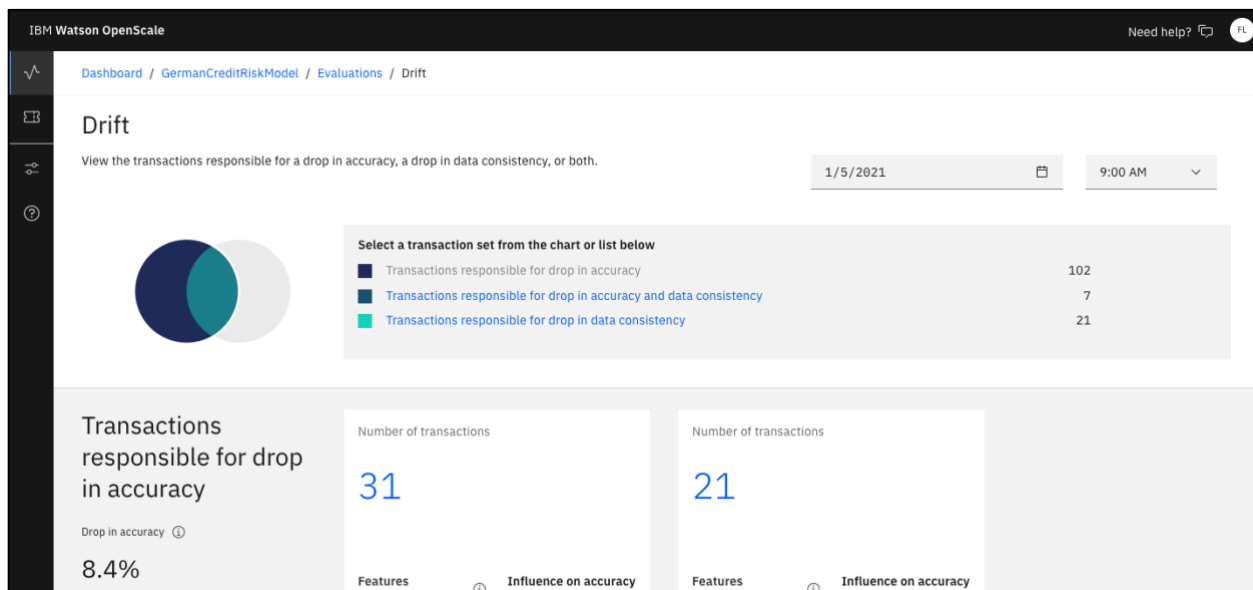 IBM Watson OpenScale
Need help?
FL
Dashboard / GermanCreditRiskModel / Evaluations / Drift
Drift
View the transactions responsible for a drop in accuracy, a drop in data consistency, or both.
1/5/2021
9:00 AM
Select a transaction set from the chart or list below
Transactions responsible for drop in accuracy 102
Transactions responsible for drop in accuracy and data consistency 7
Transactions responsible for drop in data consistency 21
Transactions
responsible for drop
in accuracy
Drop in accuracy
8.4%
Number of transactions
31
Features Influence on accuracy
Number of transactions
21
Features Influence on accuracy